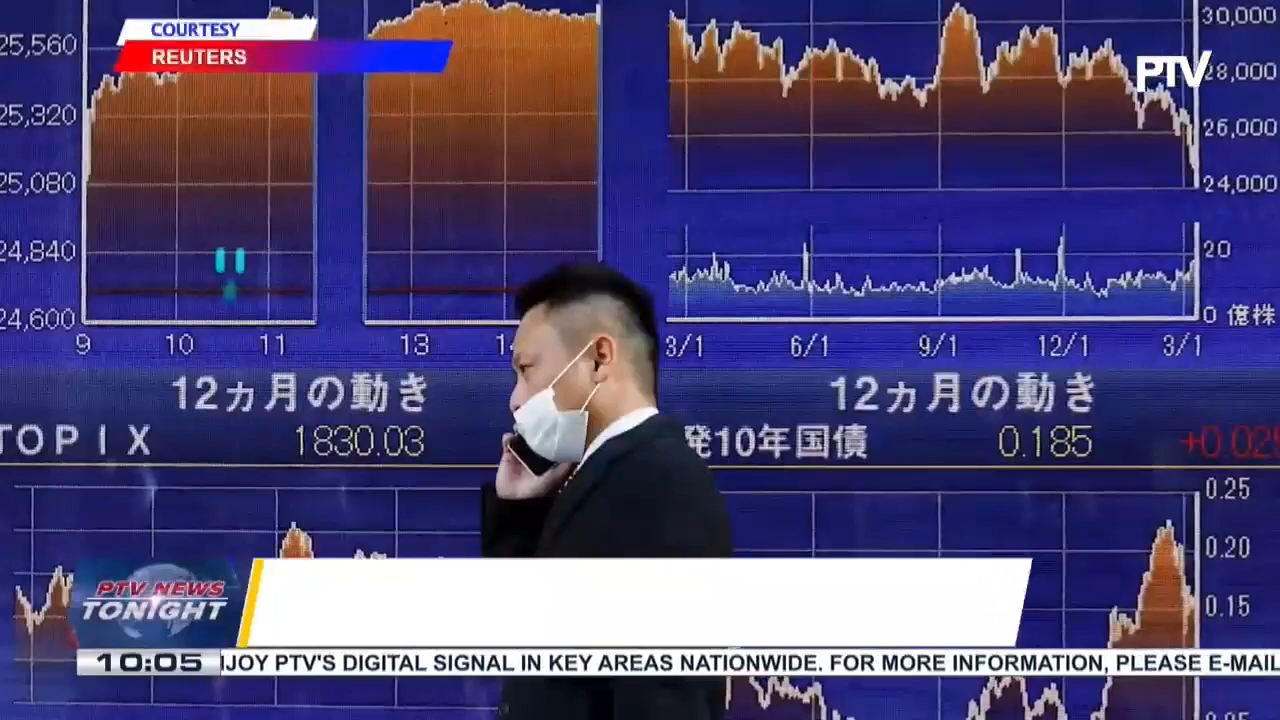 COURTESY
REUTERS
PTV
25,560
25,320
25,080
24,840
24,600
9 10 11 13
30,000
28,000
26,000
24,000
20
0 億株
3/1 6/1 9/1 12/1 3/1
12ヵ月の動き
12ヵ月の動き
TOPIX 1830.03
発10年国債 0.185 +0.025
0.25
0.20
0.15
PTV NEWS
TONIGHT
10:05 NJOY PTV'S DIGITAL SIGNAL IN KEY AREAS NATIONWIDE. FOR MORE INFORMATION, PLEASE E-MAIL